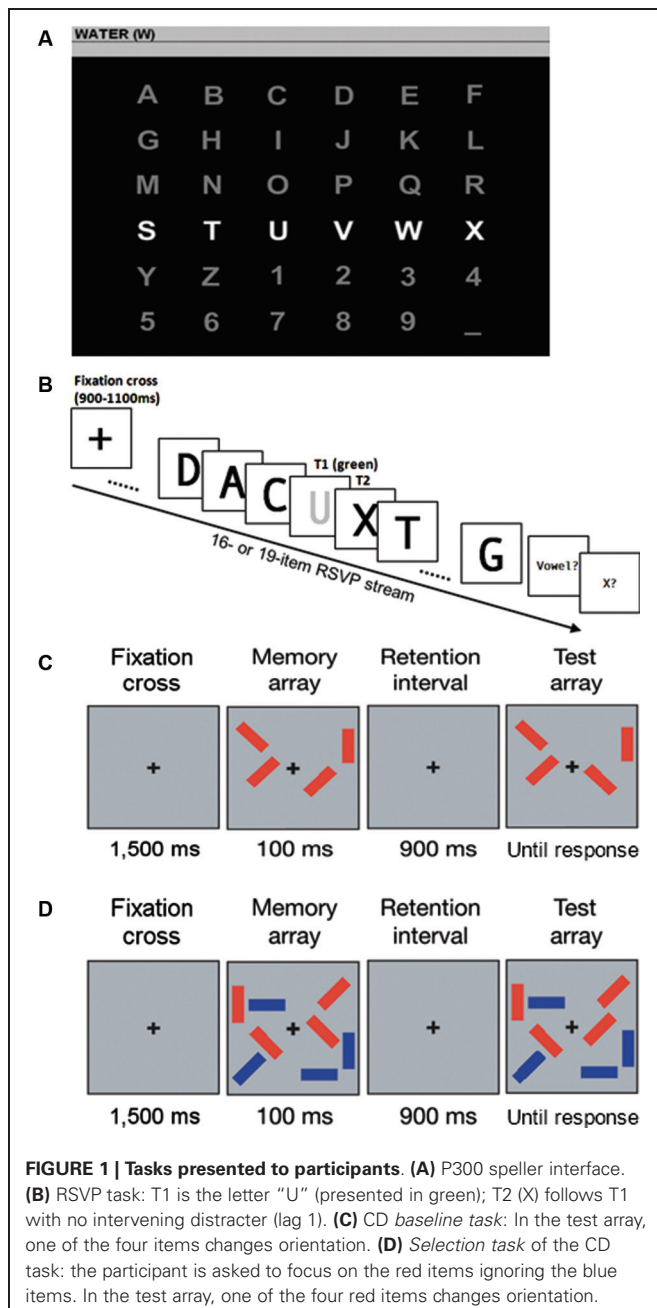 A
WATER (W)
A B C D E F
G H I J K L
M N O P Q R
S T U V W X
Y Z 1 2 3 4
5 6 7 8 9 _
B
Fixation cross
(900-1100ms)
+
D
A
C
T1 (green)
U
T2
X
T
G
Vowel?
X?
16- or 19-item RSVP stream
C
Fixation cross Memory array Retention interval Test array
+ + + +
1,500 ms 100 ms 900 ms Until response
D
Fixation cross Memory array Retention interval Test array
+ + + +
1,500 ms 100 ms 900 ms Until response
FIGURE 1 | Tasks presented to participants. (A) P300 speller interface.
(B) RSVP task: T1 is the letter “U” (presented in green); T2 (X) follows T1
with no intervening distracter (lag 1). (C) CD baseline task: In the test array,
one of the four items changes orientation. (D) Selection task of the CD
task: the participant is asked to focus on the red items ignoring the blue
items. In the test array, one of the four red items changes orientation.